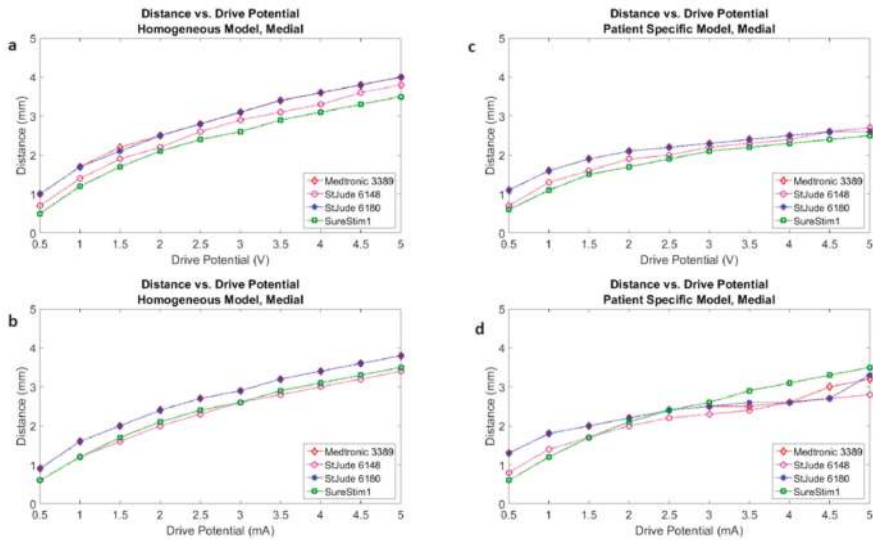 a
Distance vs. Drive Potential
Homogeneous Model, Medial
Distance (mm)
5
4
3
2
1
0
0.5 1 1.5 2 2.5 3 3.5 4 4.5 5
Drive Potential (V)
Medtronic 3389
StJude 6148
StJude 6180
SureStim1
c
Distance vs. Drive Potential
Patient Specific Model, Medial
Distance (mm)
5
4
3
2
1
0
0.5 1 1.5 2 2.5 3 3.5 4 4.5 5
Drive Potential (V)
Medtronic 3389
StJude 6148
StJude 6180
SureStim1
b
Distance vs. Drive Potential
Homogeneous Model, Medial
Distance (mm)
5
4
3
2
1
0
0.5 1 1.5 2 2.5 3 3.5 4 4.5 5
Drive Potential (mA)
Medtronic 3389
StJude 6148
StJude 6180
SureStim1
d
Distance vs. Drive Potential
Patient Specific Model, Medial
Distance (mm)
5
4
3
2
1
0
0.5 1 1.5 2 2.5 3 3.5 4 4.5 5
Drive Potential (mA)
Medtronic 3389
StJude 6148
StJude 6180
SureStim1